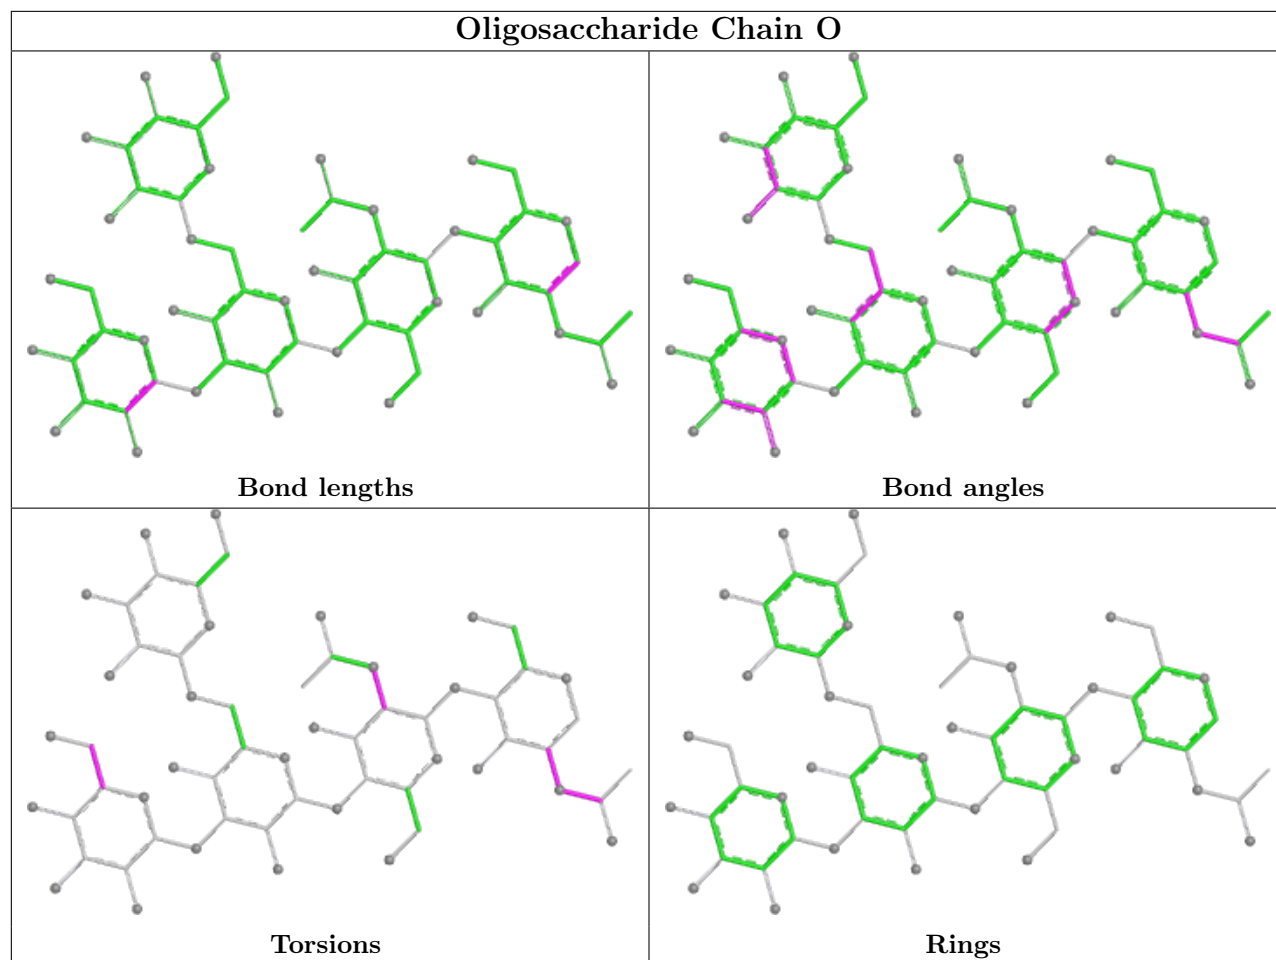 Oligosaccharide Chain O
Bond lengths
Bond angles
Torsions
Rings